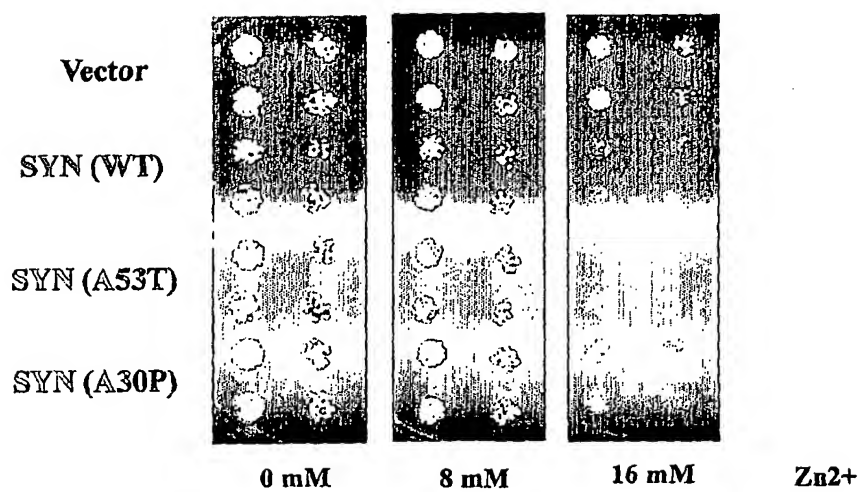 Vector
SYN (WT)
SYN (A53T)
SYN (A30P)
0 mM 8 mM 16 mM Zn2+